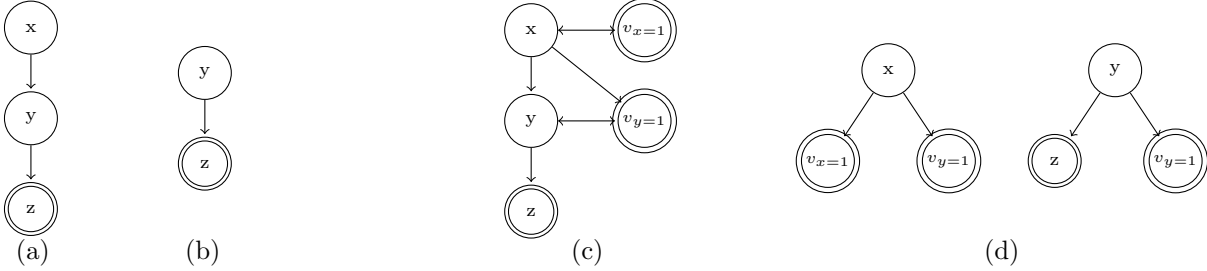 x
y
z
(a)
y
z
(b)
x
v_{x=1}
y
v_{y=1}
z
(c)
x
v_{x=1}
v_{y=1}
y
z
v_{y=1}
(d)